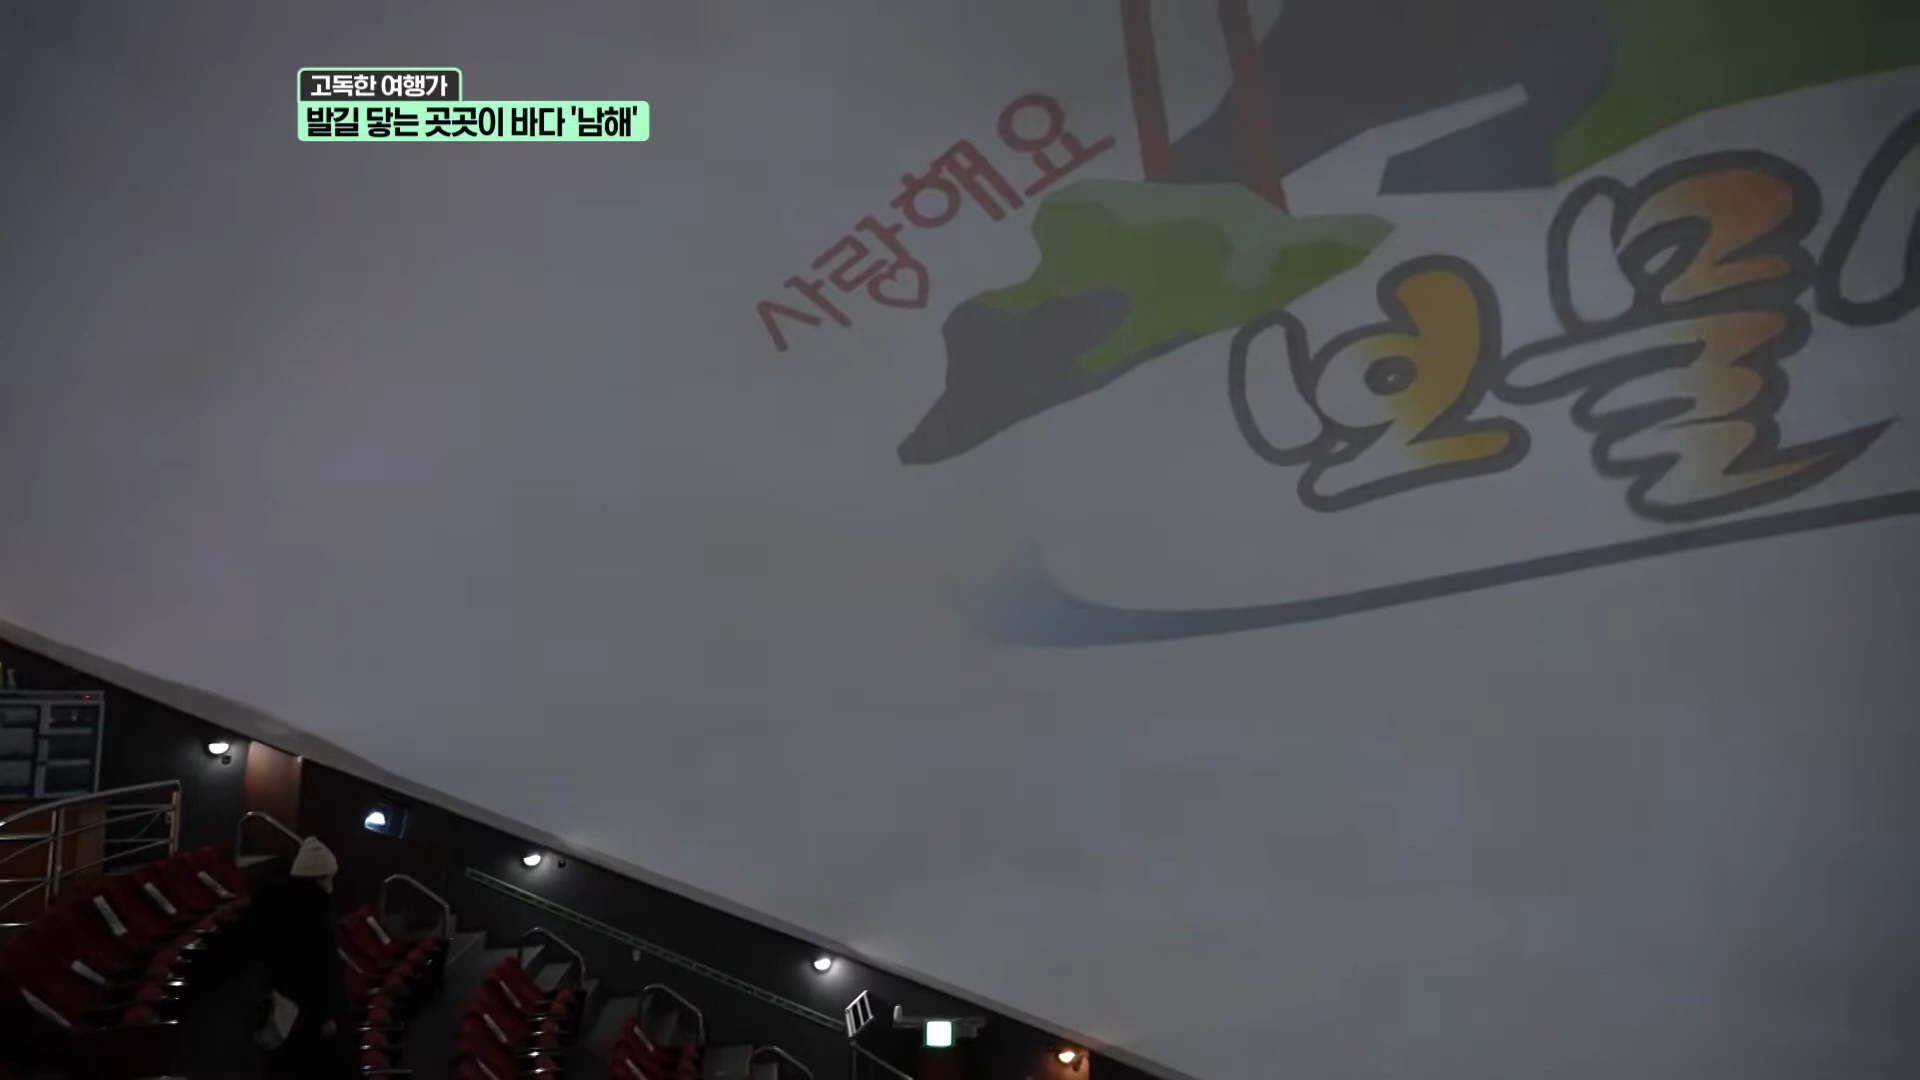 고독한 여행가
발길 닿는 곳곳이 바다 '남해'
사랑해요
보물